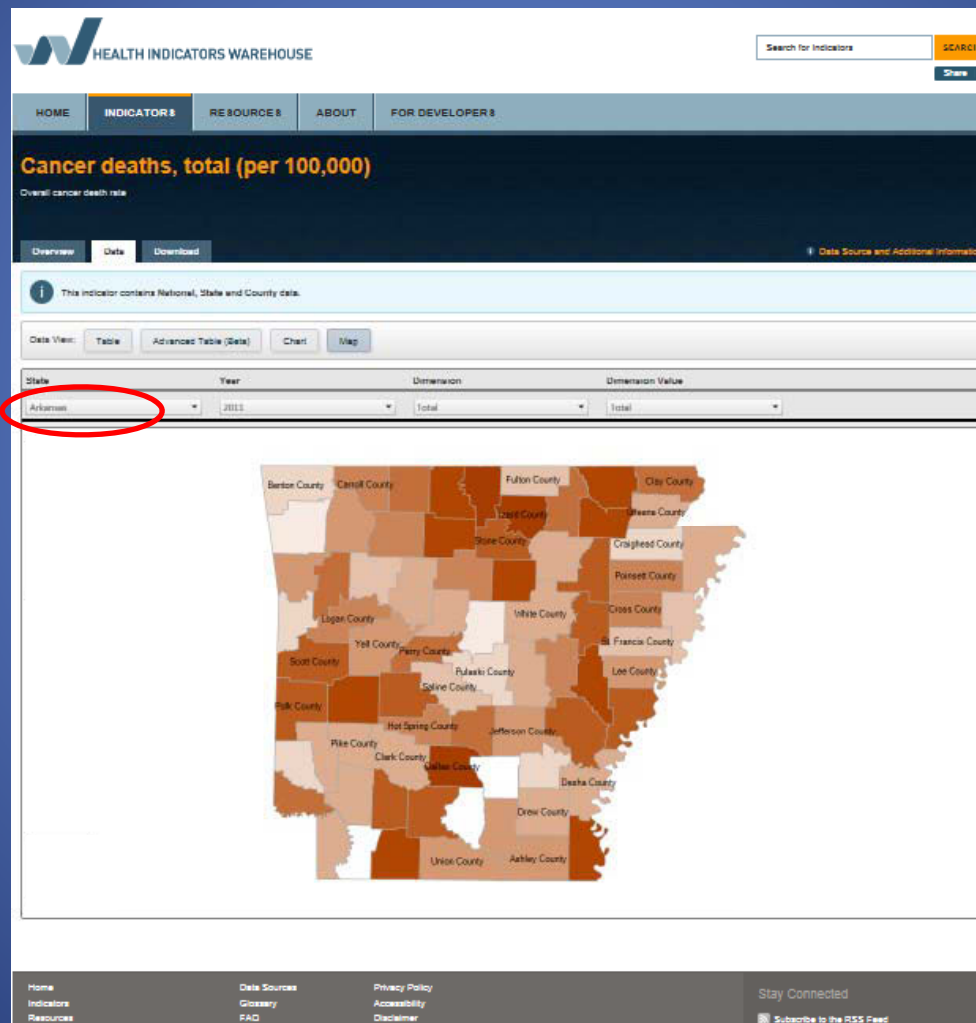 HEALTH INDICATORS WAREHOUSE
Search for Indicators
SEARCH
Share
HOME INDICATORS RESOURCES ABOUT FOR DEVELOPERS
Cancer deaths, total (per 100,000)
Overall cancer death rate
Overview Data Download
Data Source and Additional Informatio
This indicator contains National, State and County data.
Data View: Table Advanced Table (Beta) Chart Map
State Year Dimension Dimension Value
Arkansas 2011 Total Total
Benton County Carroll County Fulton County Clay County
Izard County Greene County
Stone County Craighead County
Poinsett County
Logan County White County Cross County
Yell County Perry County St. Francis County
Scott County Pulaski County Lee County
Saline County
Polk County
Hot Spring County Jefferson County
Pike County
Clark County Dallas County
Desha County
Drew County
Union County Ashley County
Home Data Sources Privacy Policy
Stay Connected
Indicators Glossary Accessibility
Resources FAQ Disclaimer
Subscribe to the RSS Feed